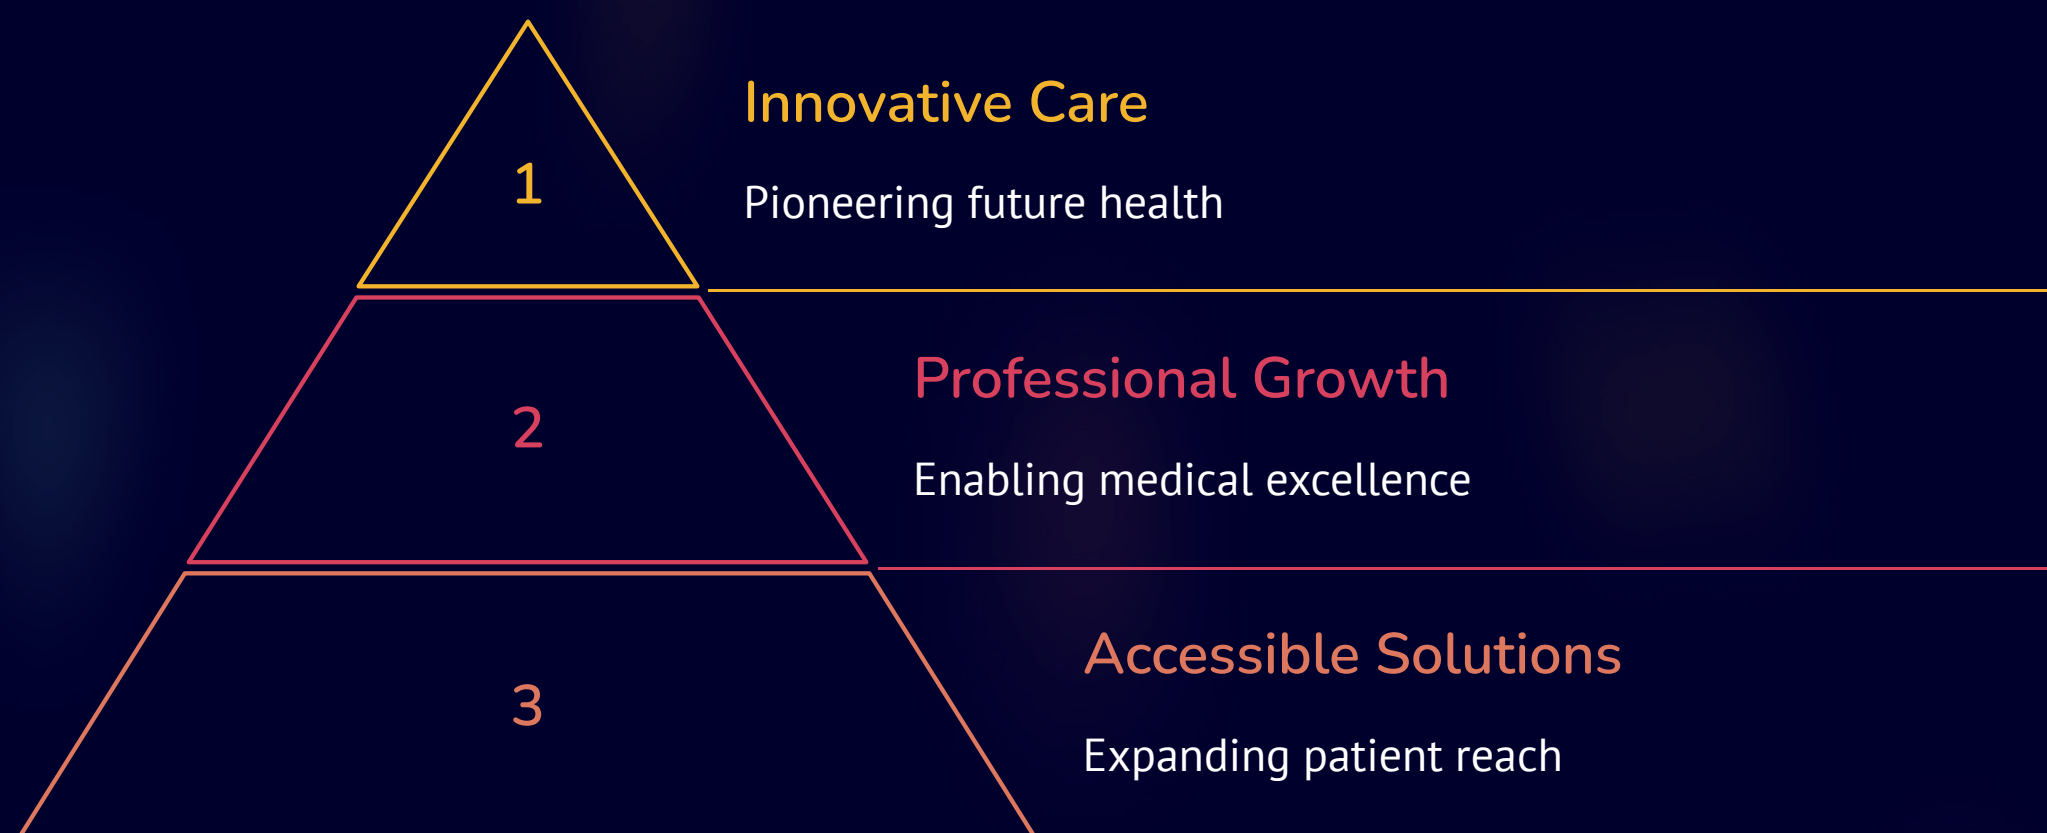 1
Innovative Care
Pioneering future health
2
Professional Growth
Enabling medical excellence
3
Accessible Solutions
Expanding patient reach